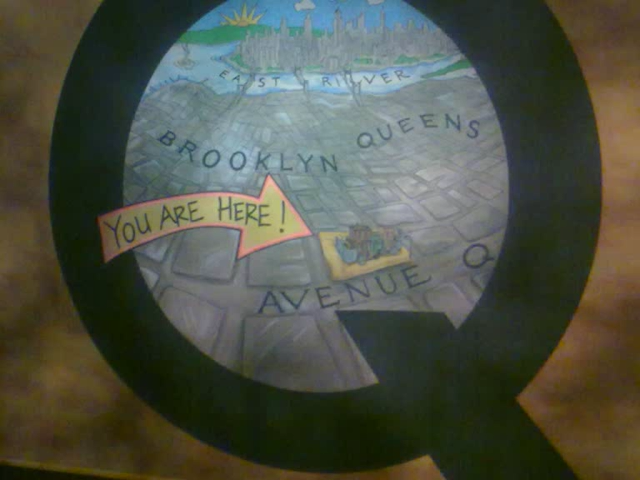 EAST RIVER
BROOKLYN QUEENS
YOU ARE HERE!
AVENUE Q
Q